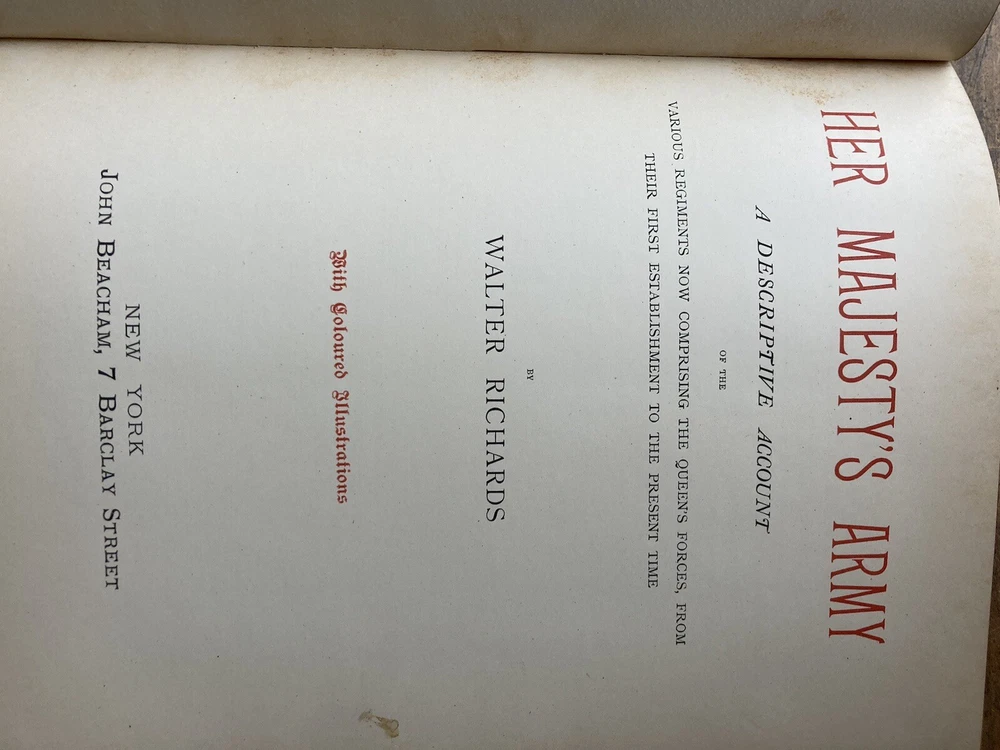 HER MAJESTY'S ARMY
A DESCRIPTIVE ACCOUNT
OF THE
VARIOUS REGIMENTS NOW COMPRISING THE QUEEN'S FORCES, FROM
THEIR FIRST ESTABLISHMENT TO THE PRESENT TIME
BY
WALTER RICHARDS
With Coloured Illustrations
NEW YORK
JOHN BEACHAM, 7 BARCLAY STREET